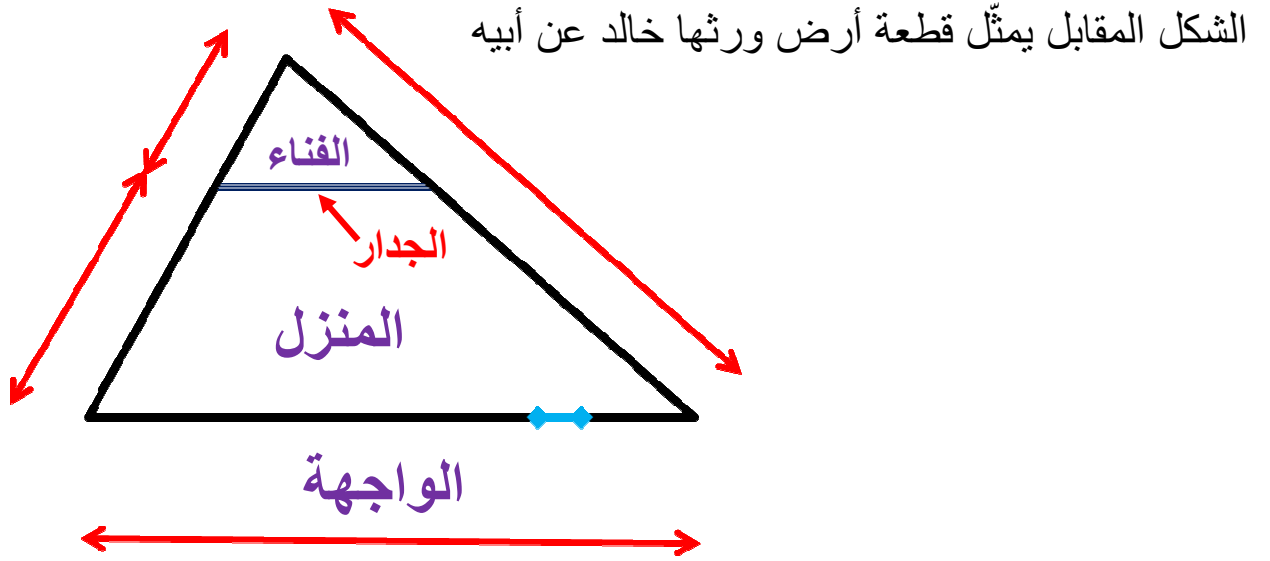 الشكل المقابل يمثّل قطعة أرض ورثها خالد عن أبيه
الفناء
الجدار
المنزل
الواجهة